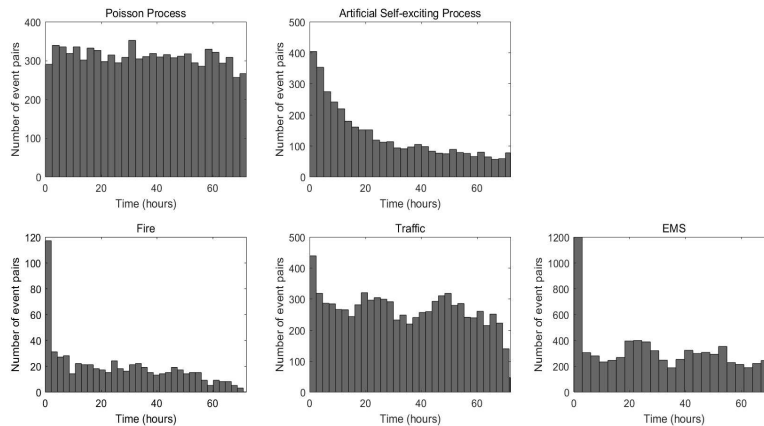 Poisson Process
Number of event pairs
400
300
200
100
0
0 20 40 60
Time (hours)
Artificial Self-exciting Process
Number of event pairs
500
400
300
200
100
0
0 20 40 60
Time (hours)
Fire
Number of event pairs
120
100
80
60
40
20
0
0 20 40 60
Time (hours)
Traffic
Number of event pairs
500
400
300
200
100
0
0 20 40 60
Time (hours)
EMS
Number of event pairs
1200
1000
800
600
400
200
0
0 20 40 60
Time (hours)